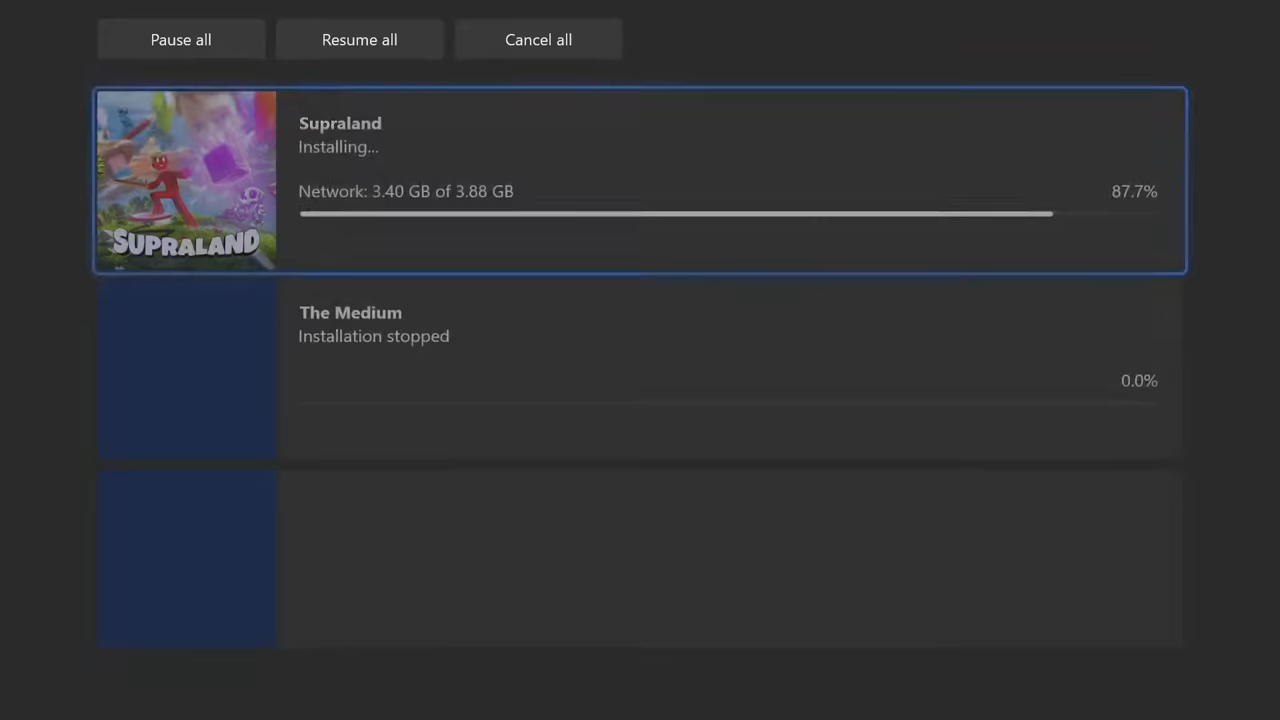 Pause all
Resume all
Cancel all
Supraland
Installing...
Network: 3.40 GB of 3.88 GB
87.7%
SUPRALAND
The Medium
Installation stopped
0.0%